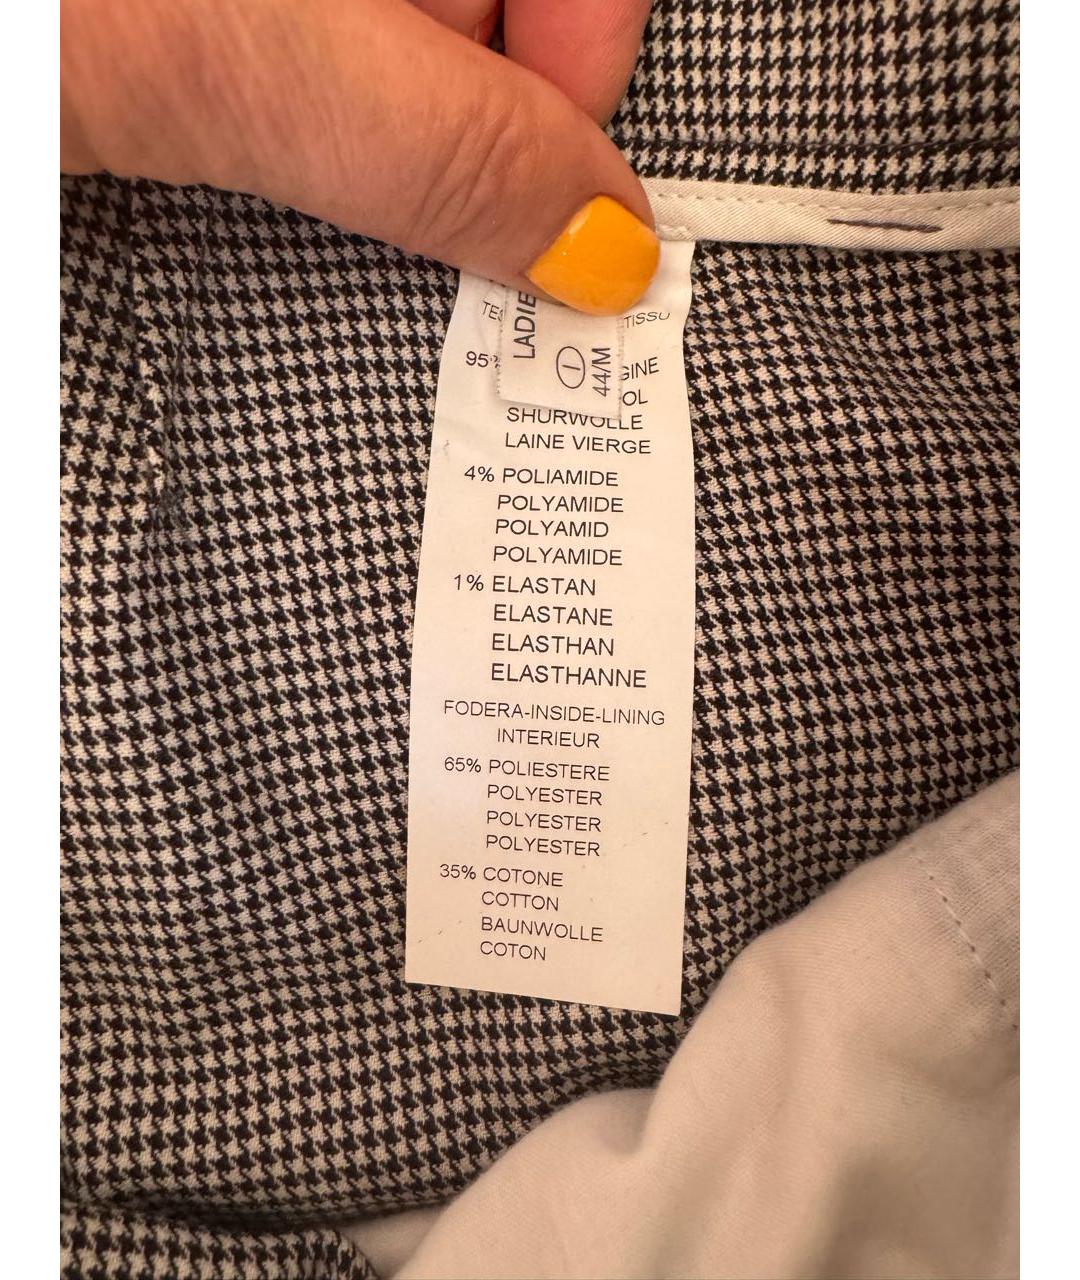 LADIE
I
44/M
TISSU
95%
GINE
OL
SHURWOLLE
LAINE VIERGE
4% POLIAMIDE
POLYAMIDE
POLYAMID
POLYAMIDE
1% ELASTAN
ELASTANE
ELASTHAN
ELASTHANNE
FODERA-INSIDE-LINING
INTERIEUR
65% POLIESTERE
POLYESTER
POLYESTER
POLYESTER
35% COTONE
COTTON
BAUNWOLLE
COTON